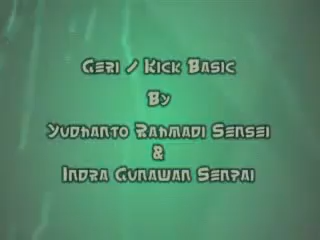 Geri / Kick Basic
By
Yudhanto Rahmadi Sensei
&
Indra Gunawan Senpai